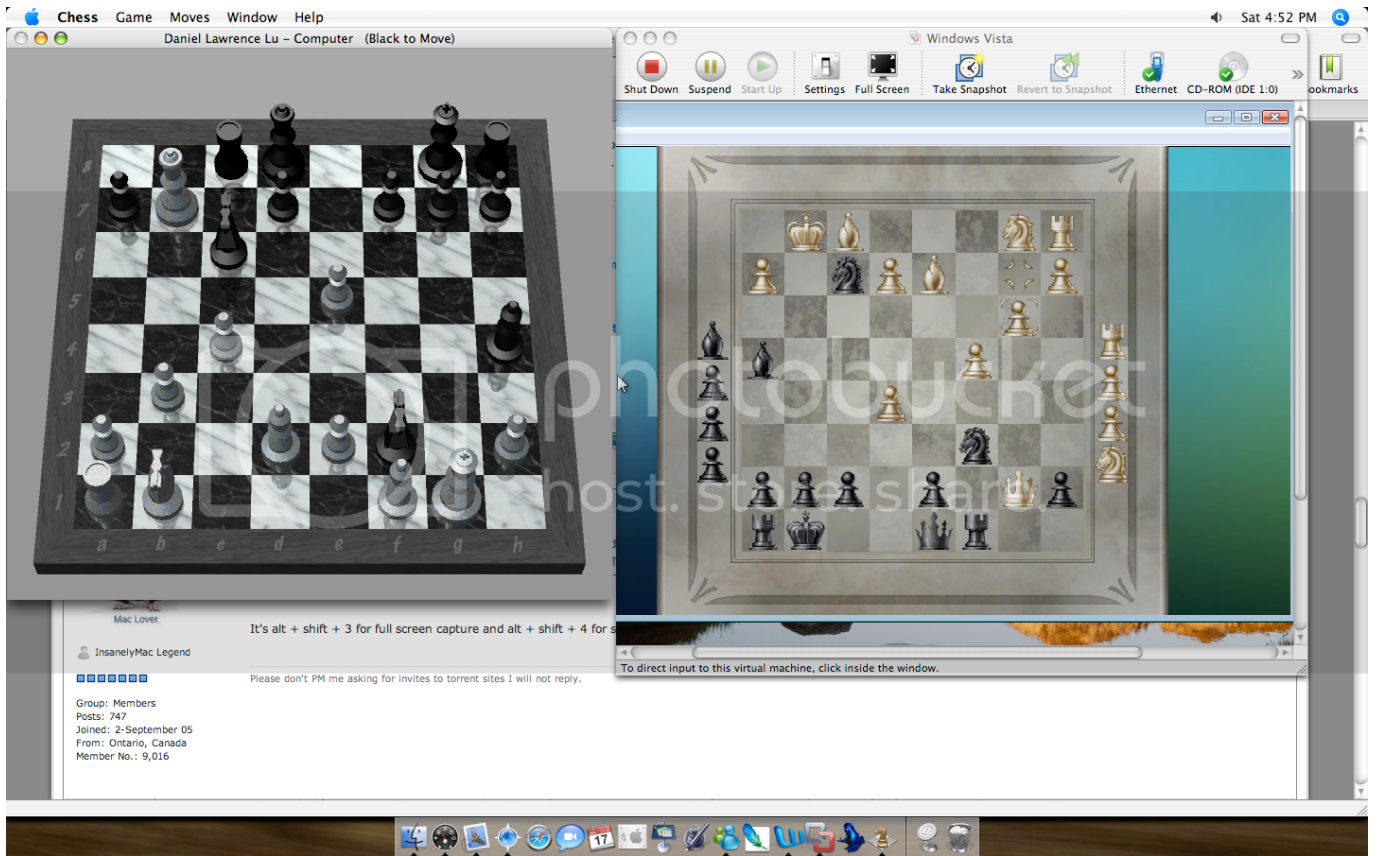 Chess Game Moves Window Help Sat 4:52 PM
Daniel Lawrence Lu – Computer (Black to Move)
Windows Vista
Shut Down Suspend Start Up Settings Full Screen Take Snapshot Revert to Snapshot Ethernet CD-ROM (IDE 1:0) » ookmarks
8
7
6
5
4
3
2
1
a b c d e f g h
photobucket
host. store. share.
Mac Lover.
It's alt + shift + 3 for full screen capture and alt + shift + 4 for s
InsanelyMac Legend
Please don't PM me asking for invites to torrent sites I will not reply.
Group: Members
Posts: 747
Joined: 2-September 05
From: Ontario, Canada
Member No.: 9,016
To direct input to this virtual machine, click inside the window.
17